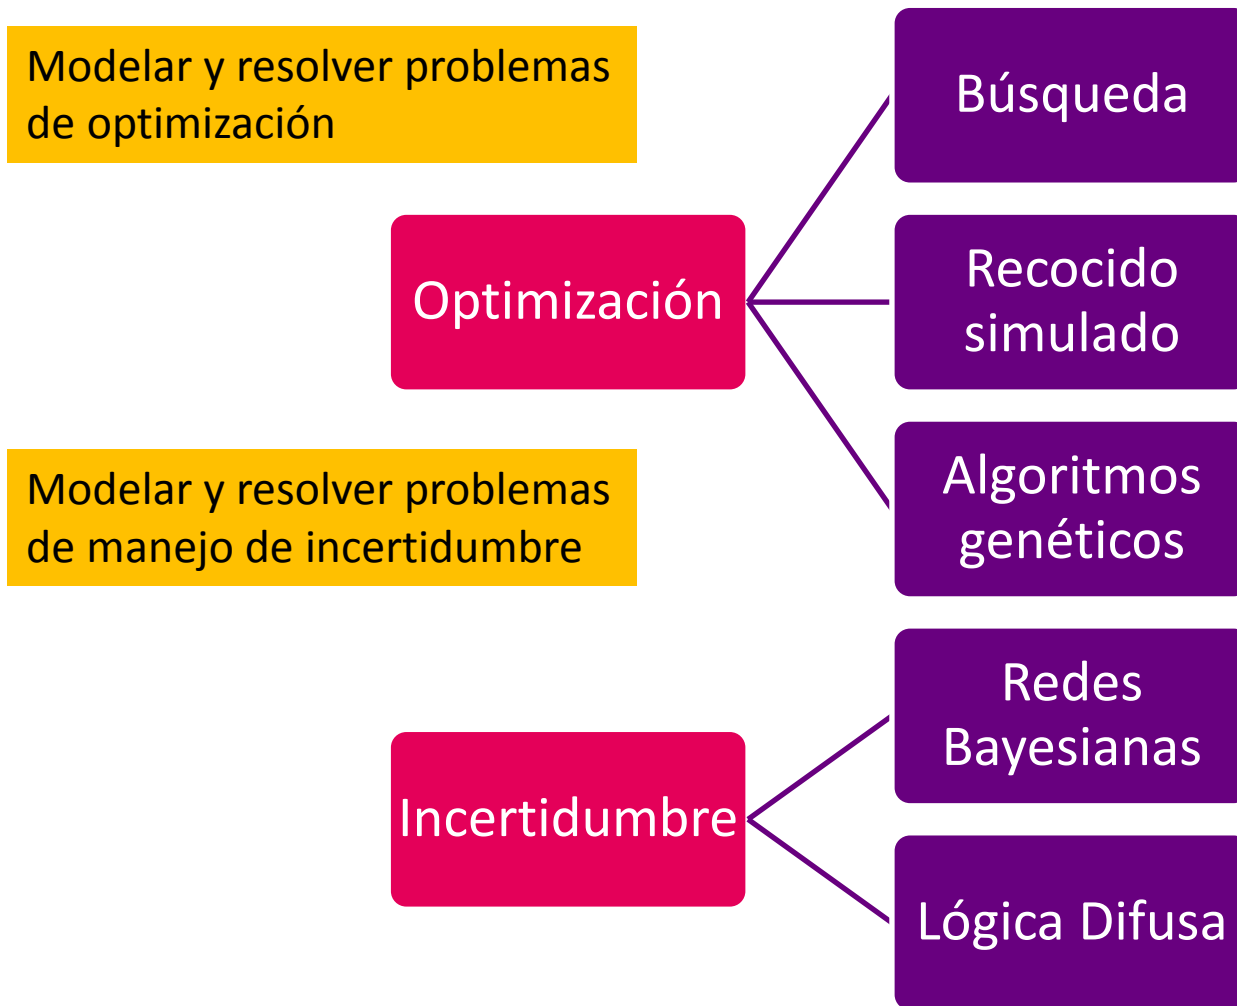 Modelar y resolver problemas
de optimización
Optimización
Búsqueda
Recocido
simulado
Algoritmos
genéticos
Modelar y resolver problemas
de manejo de incertidumbre
Incertidumbre
Redes
Bayesianas
Lógica Difusa